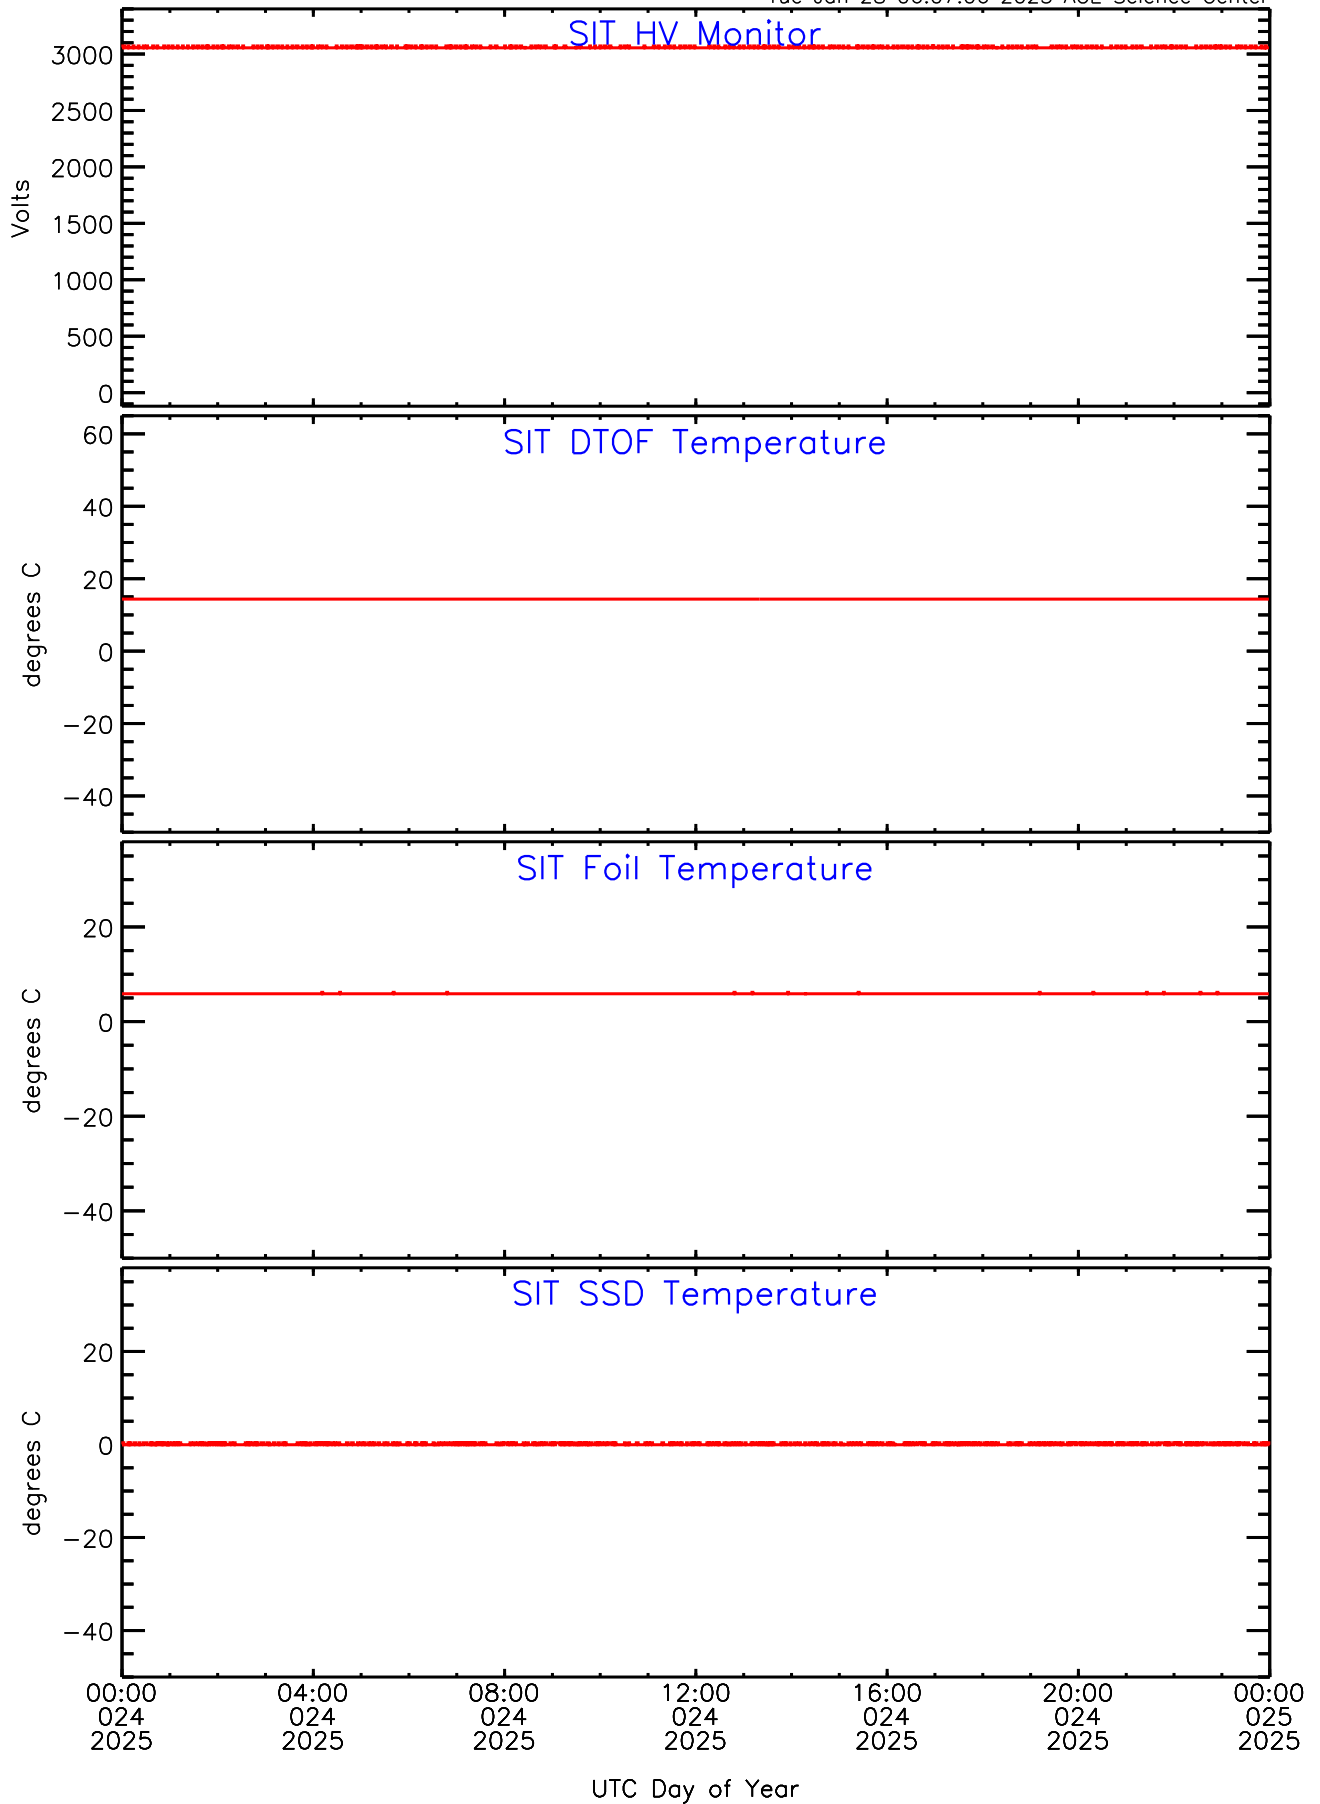 SIT HV Monitor
3000
2500
2000
1500
1000
500
0
Volts
SIT DTOF Temperature
60
40
20
0
−20
−40
degrees C
SIT Foil Temperature
20
0
−20
−40
degrees C
SIT SSD Temperature
20
0
−20
−40
degrees C
00:00 04:00 08:00 12:00 16:00 20:00 00:00
024 024 024 024 024 024 025
2025 2025 2025 2025 2025 2025 2025
UTC Day of Year